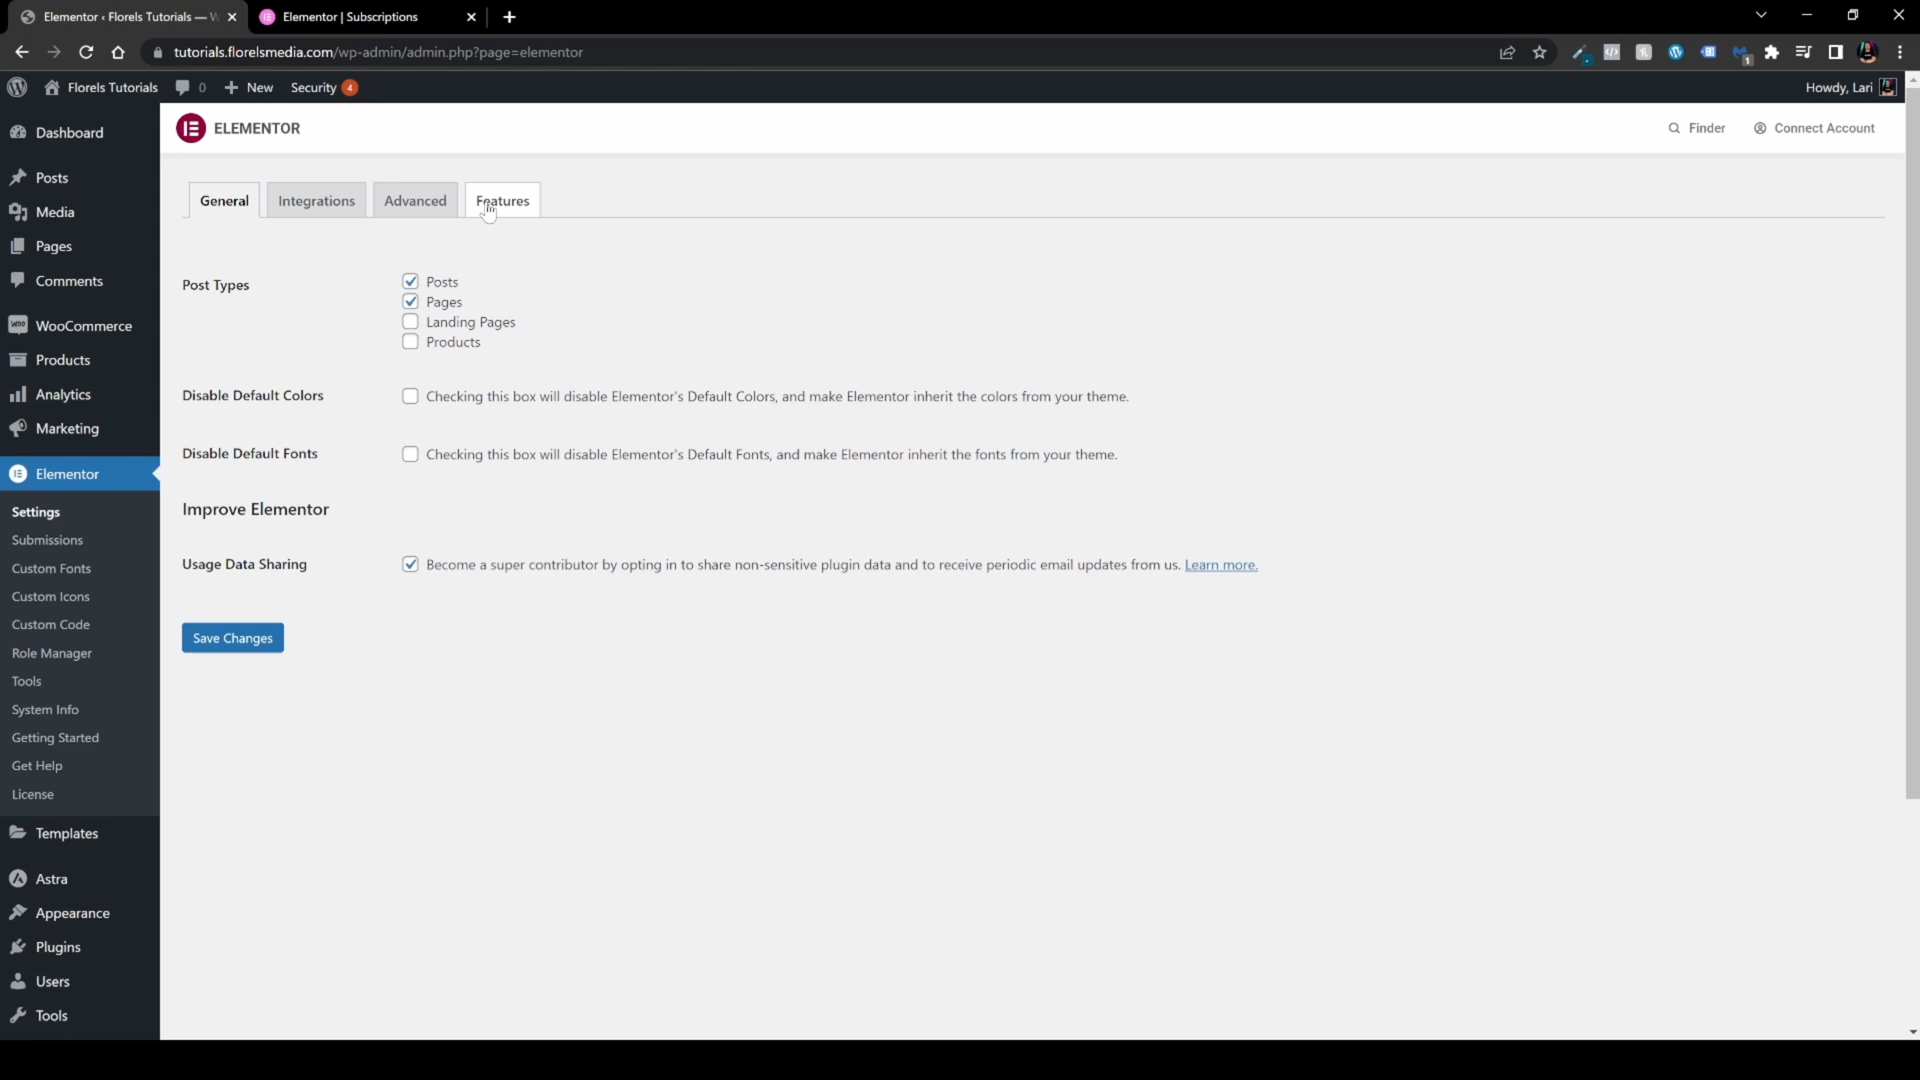 Elementor ‹ Florels Tutorials — W
Elementor | Subscriptions
tutorials.florelsmedia.com/wp-admin/admin.php?page=elementor
1
Florels Tutorials
0
New
Security 4
Howdy, Lari
Dashboard
Posts
Media
Pages
Comments
WooCommerce
Products
Analytics
Marketing
Elementor
Settings
Submissions
Custom Fonts
Custom Icons
Custom Code
Role Manager
Tools
System Info
Getting Started
Get Help
License
Templates
Astra
Appearance
Plugins
Users
Tools
ELEMENTOR
Finder
Connect Account
General
Integrations
Advanced
Features
Post Types
Posts
Pages
Landing Pages
Products
Disable Default Colors
Checking this box will disable Elementor's Default Colors, and make Elementor inherit the colors from your theme.
Disable Default Fonts
Checking this box will disable Elementor's Default Fonts, and make Elementor inherit the fonts from your theme.
Improve Elementor
Usage Data Sharing
Become a super contributor by opting in to share non-sensitive plugin data and to receive periodic email updates from us. Learn more.
Save Changes